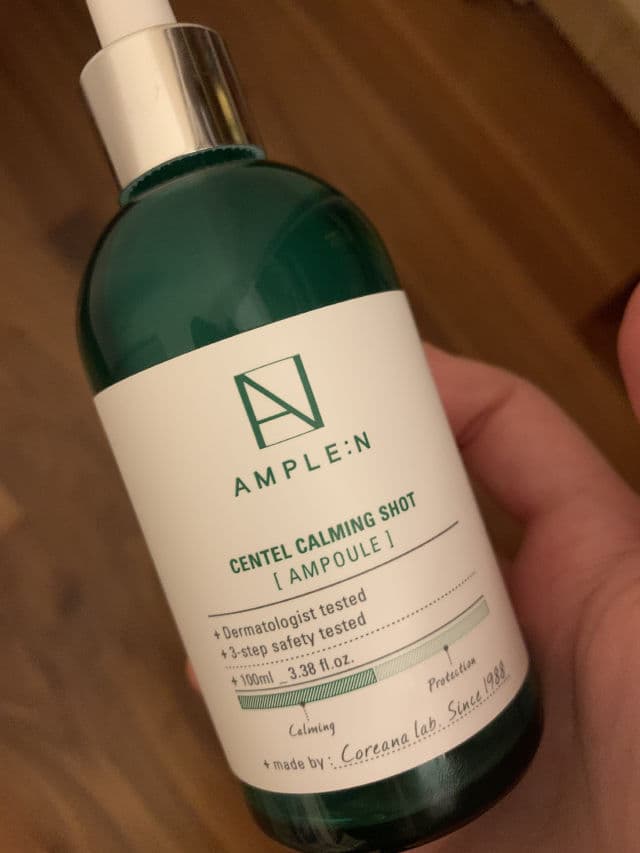 AMPLE:N
CENTEL CALMING SHOT
[ AMPOULE ]
+ Dermatologist tested
+ 3-step safety tested
+ 100ml _ 3.38 fl.oz.
Calming
Protection
+ made by : Coreana lab. Since 1988